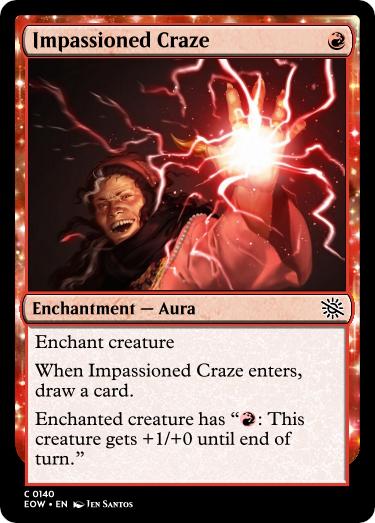 Impassioned Craze
Enchantment — Aura
Enchant creature
When Impassioned Craze enters,
draw a card.
Enchanted creature has “: This
creature gets +1/+0 until end of
turn.”
C 0140
EOW • EN Jen Santos